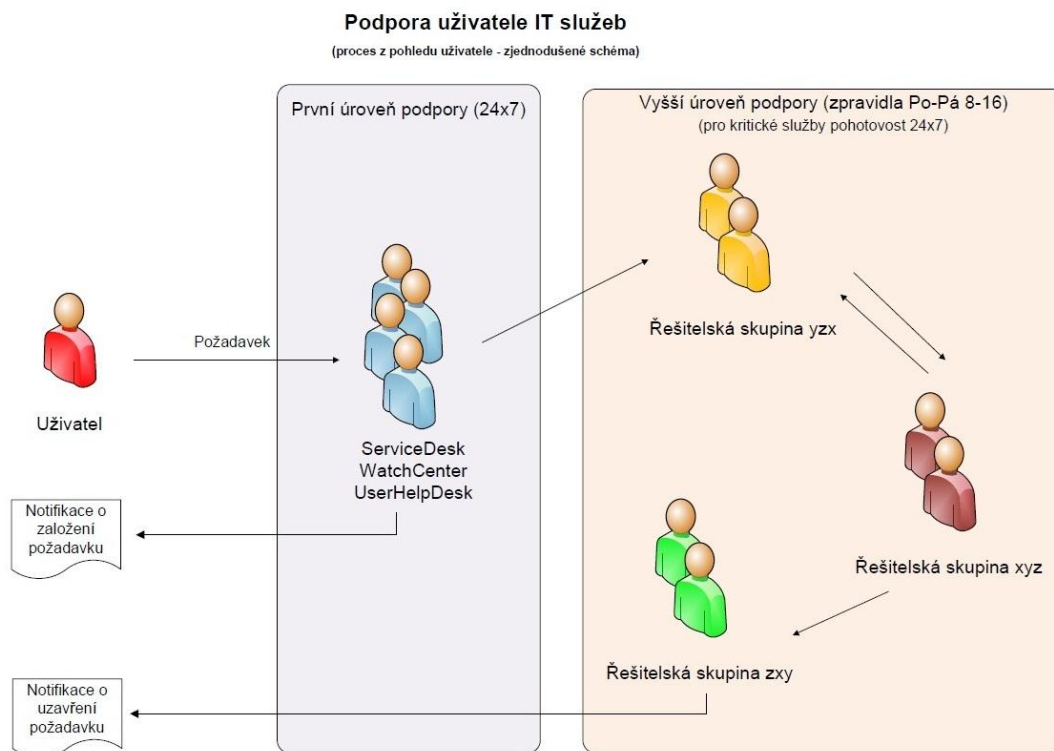 Podpora uživatele IT služeb
(proces z pohledu uživatele - zjednodušené schéma)
První úroveň podpory (24x7)
Vyšší úroveň podpory (zpravidla Po-Pá 8-16)
(pro kritické služby pohotovost 24x7)
Požadavek
Uživatel
ServiceDesk
WatchCenter
UserHelpDesk
Řešitelská skupina yzx
Řešitelská skupina xyz
Řešitelská skupina zxy
Notifikace o
založení
požadavku
Notifikace o
uzavření
požadavku